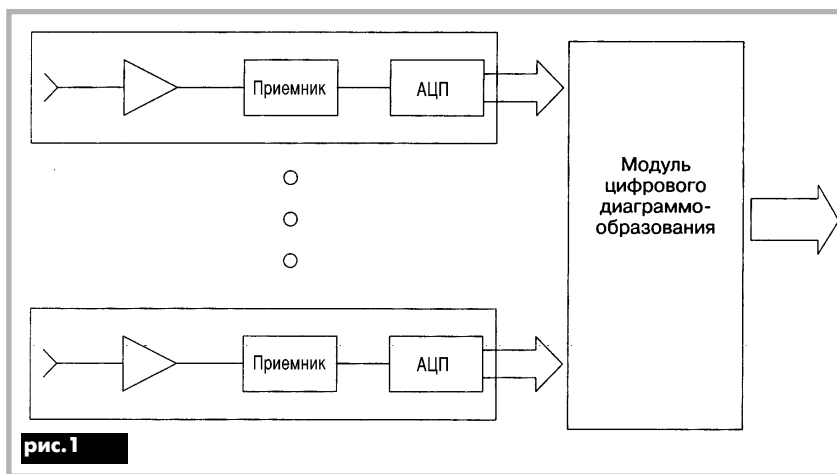 Приемник
АЦП
Модуль
цифрового
диаграммо-
образования
Приемник
АЦП
рис.1